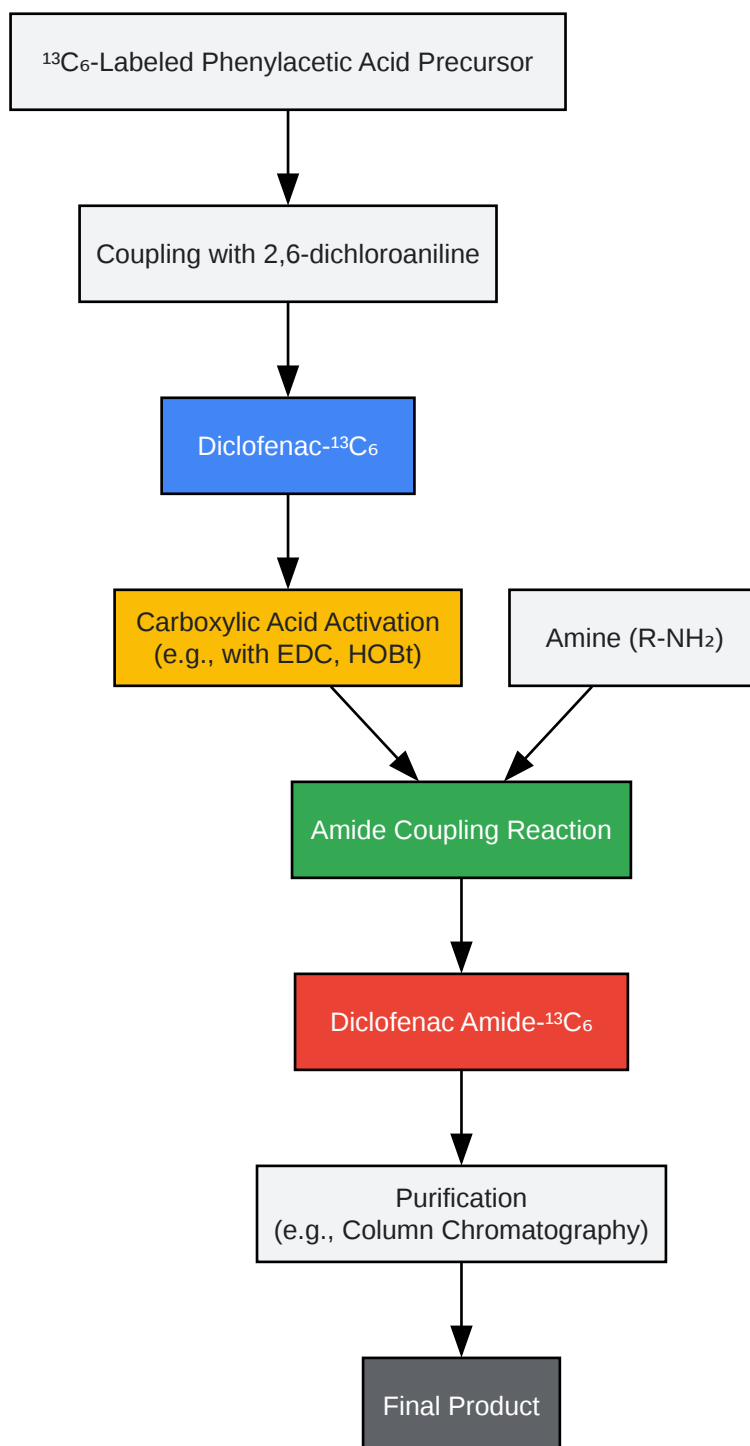 ¹³C₆-Labeled Phenylacetic Acid Precursor
Coupling with 2,6-dichloroaniline
Diclofenac-¹³C₆
Carboxylic Acid Activation
(e.g., with EDC, HOBt)
Amine (R-NH₂)
Amide Coupling Reaction
Diclofenac Amide-¹³C₆
Purification
(e.g., Column Chromatography)
Final Product